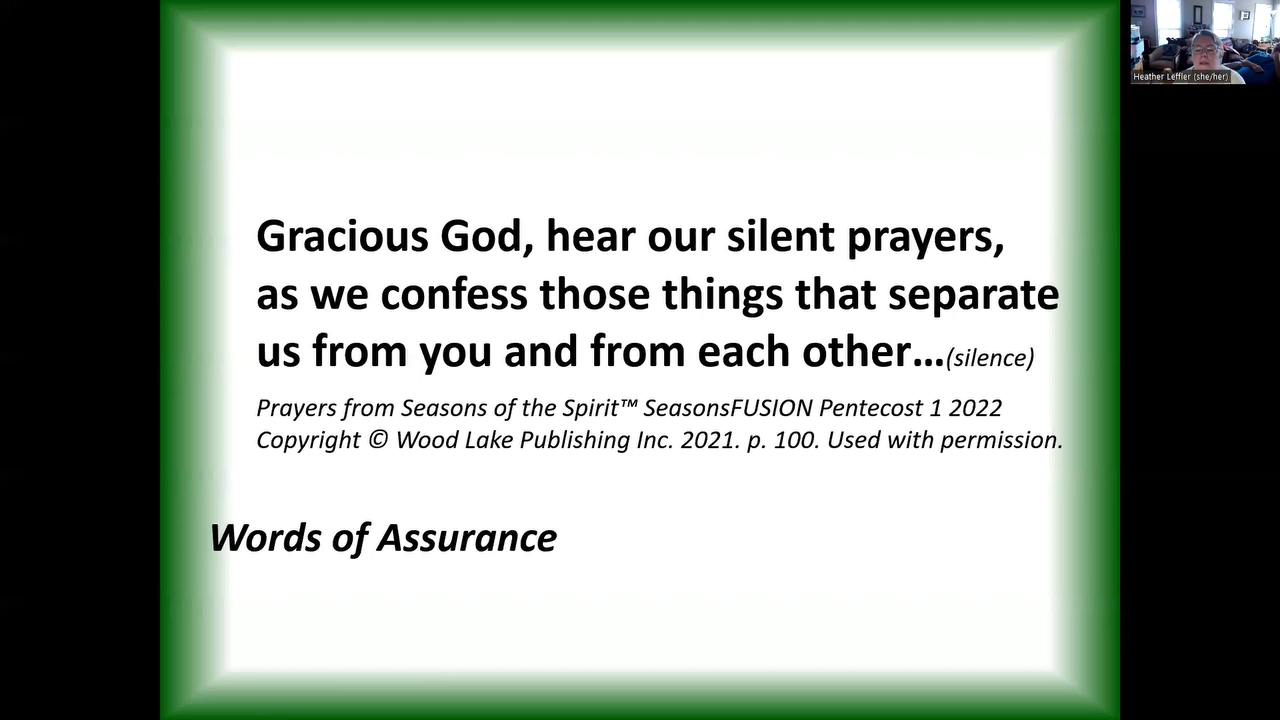 Heather Leffler (she/her)
Gracious God, hear our silent prayers,
as we confess those things that separate
us from you and from each other…(silence)
Prayers from Seasons of the Spirit™ SeasonsFUSION Pentecost 1 2022
Copyright © Wood Lake Publishing Inc. 2021. p. 100. Used with permission.
Words of Assurance